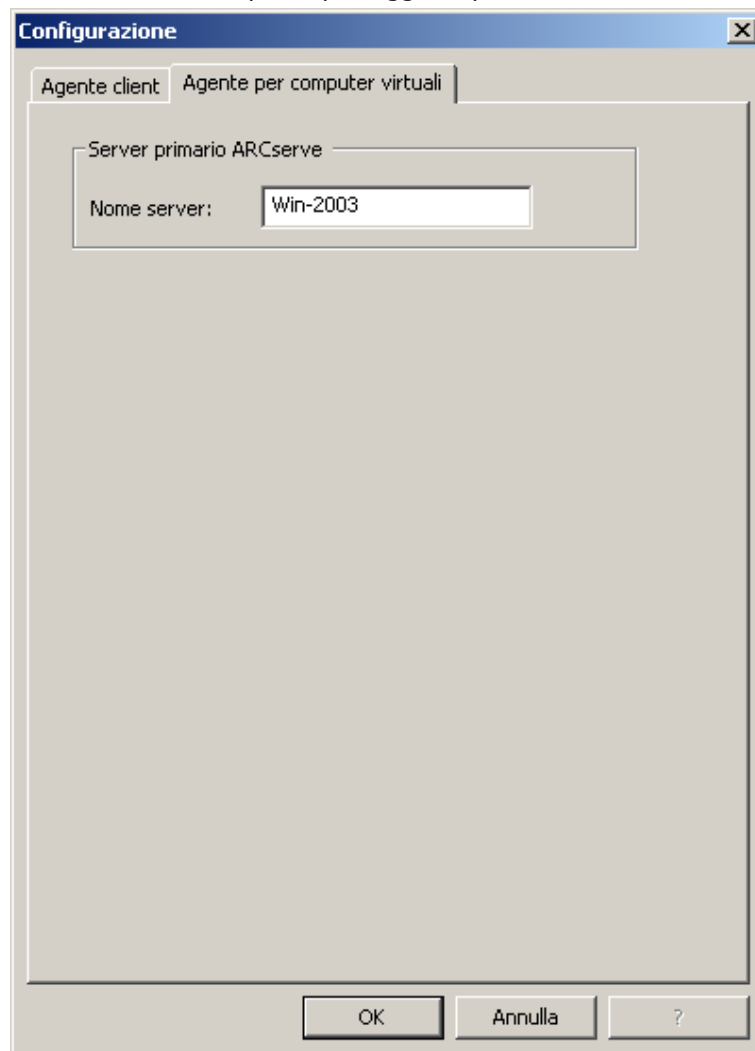 Configurazione
Agente client
Agente per computer virtuali
Server primario ARCserve
Nome server:
Win-2003
OK
Annulla
?